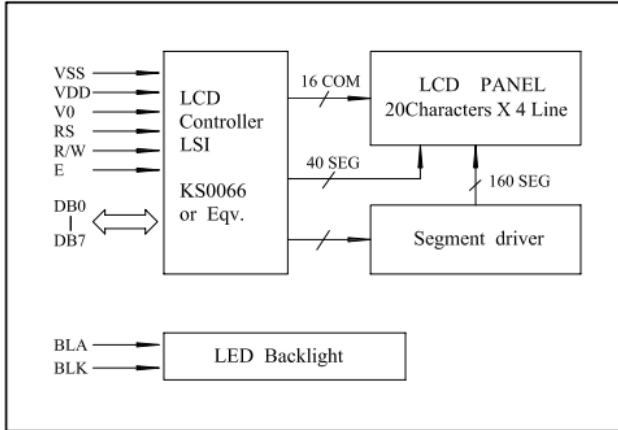 VSS
VDD
V0
RS
R/W
E
DB0
DB7
LCD
Controller
LSI
KS0066
or Eqv.
16 COM
40 SEG
LCD PANEL
20Characters X 4 Line
160 SEG
Segment driver
BLA
BLK
LED Backlight